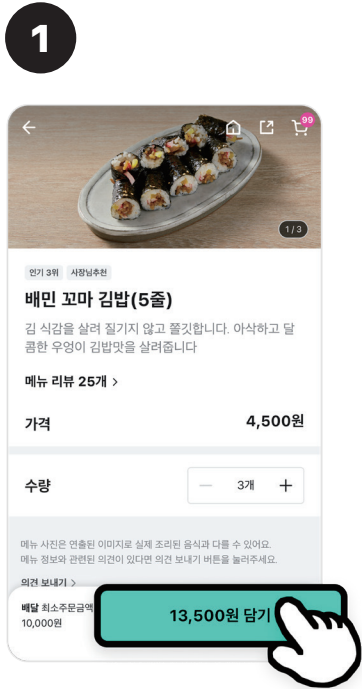 1
99
1/3
인기 3위 사장님추천
배민 꼬마 김밥(5줄)
김 식감을 살려 질기지 않고 쫄깃합니다. 아삭하고 달
콤한 우엉이 김밥맛을 살려줍니다
메뉴 리뷰 25개 >
가격 4,500원
수량 — 3개 +
메뉴 사진은 연출된 이미지로 실제 조리된 음식과 다를 수 있어요.
메뉴 정보와 관련된 의견이 있다면 의견 보내기 버튼을 눌러주세요.
의견 보내기 >
배달 최소주문금액
10,000원
13,500원 담기